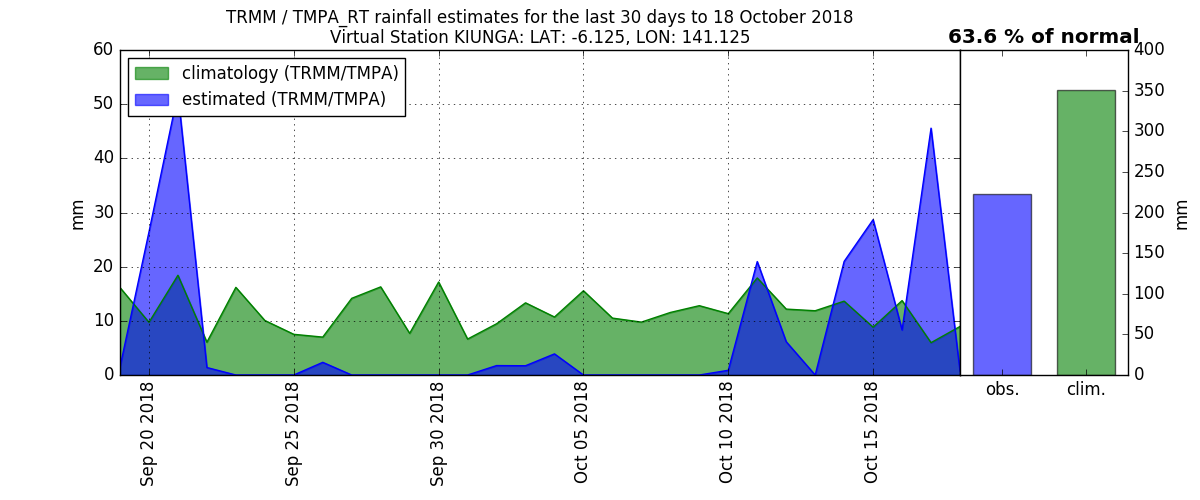 TRMM / TMPA_RT rainfall estimates for the last 30 days to 18 October 2018
Virtual Station KIUNGA: LAT: -6.125, LON: 141.125
63.6 % of normal
climatology (TRMM/TMPA)
estimated (TRMM/TMPA)
60
50
40
30
20
10
0
mm
400
350
300
250
200
150
100
50
0
mm
obs.
clim.
Sep 20 2018
Sep 25 2018
Sep 30 2018
Oct 05 2018
Oct 10 2018
Oct 15 2018